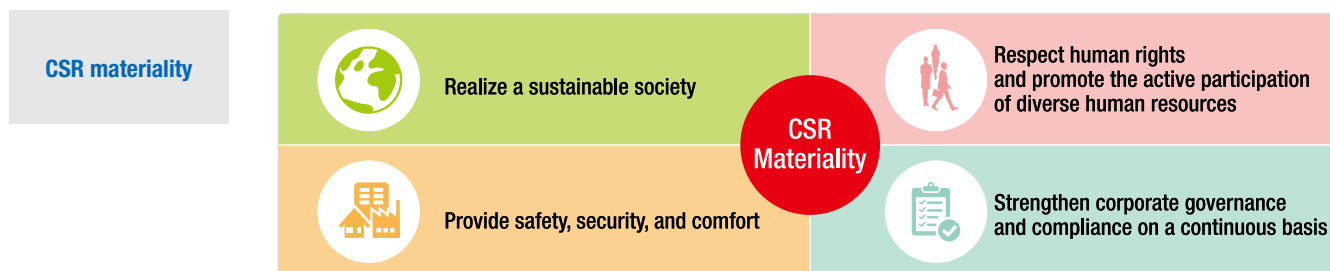 CSR materiality
Realize a sustainable society
Respect human rights
and promote the active participation
of diverse human resources
CSR
Materiality
Provide safety, security, and comfort
Strengthen corporate governance
and compliance on a continuous basis